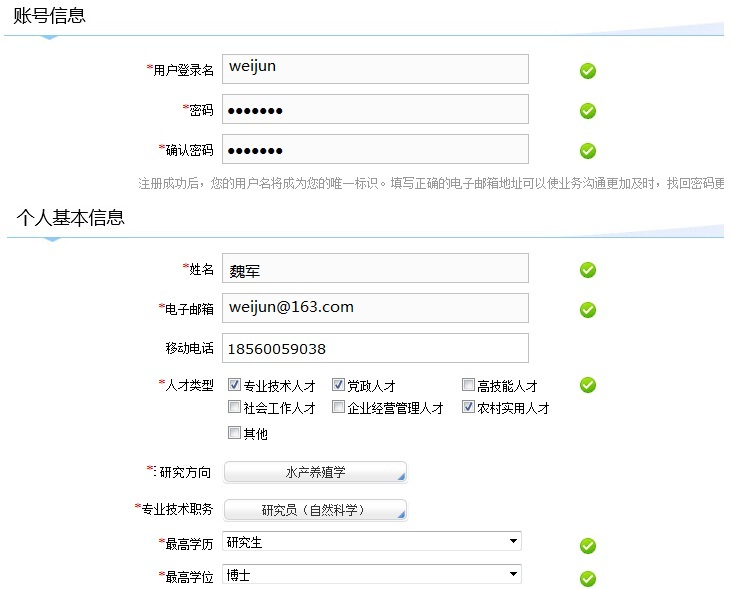 账号信息
*用户登录名 weijun
*密码 •••••••
*确认密码 •••••••
注册成功后，您的用户名将成为您的唯一标识。填写正确的电子邮箱地址可以使业务沟通更加及时，找回密码更
个人基本信息
*姓名 魏军
*电子邮箱 weijun@163.com
移动电话 18560059038
*人才类型 专业技术人才 党政人才 高技能人才
社会工作人才 企业经营管理人才 农村实用人才
其他
*研究方向 水产养殖学
*专业技术职务 研究员（自然科学）
*最高学历 研究生
*最高学位 博士